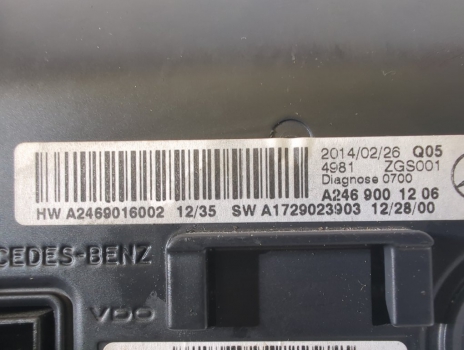 2014/02/26 Q05
4981 ZGS001
Diagnose 0700
A246 900 12 06
HW A2469016002 12/35 SW A1729023903 12/28/00
CEDES-BENZ
VDO